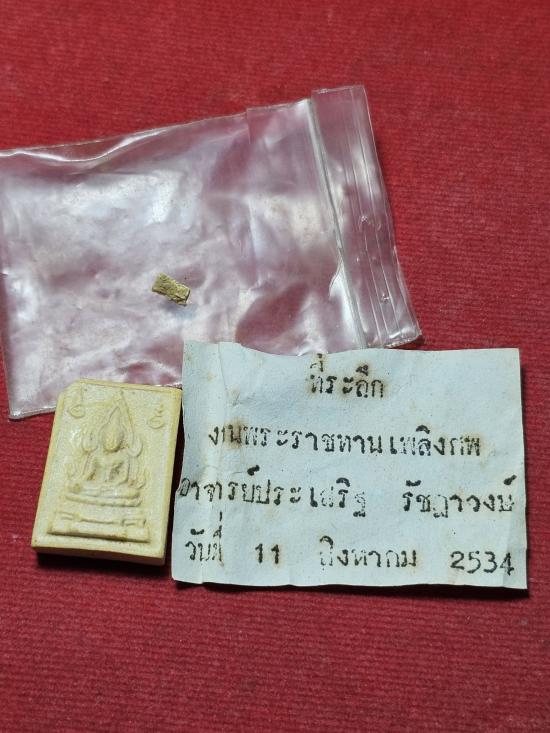 ที่ระลึก
งานพระราชทานเพลิงศพ
อาจารย์ประเสริฐ รัชฎาวงษ์
วันที่ 11 สิงหาคม 2534